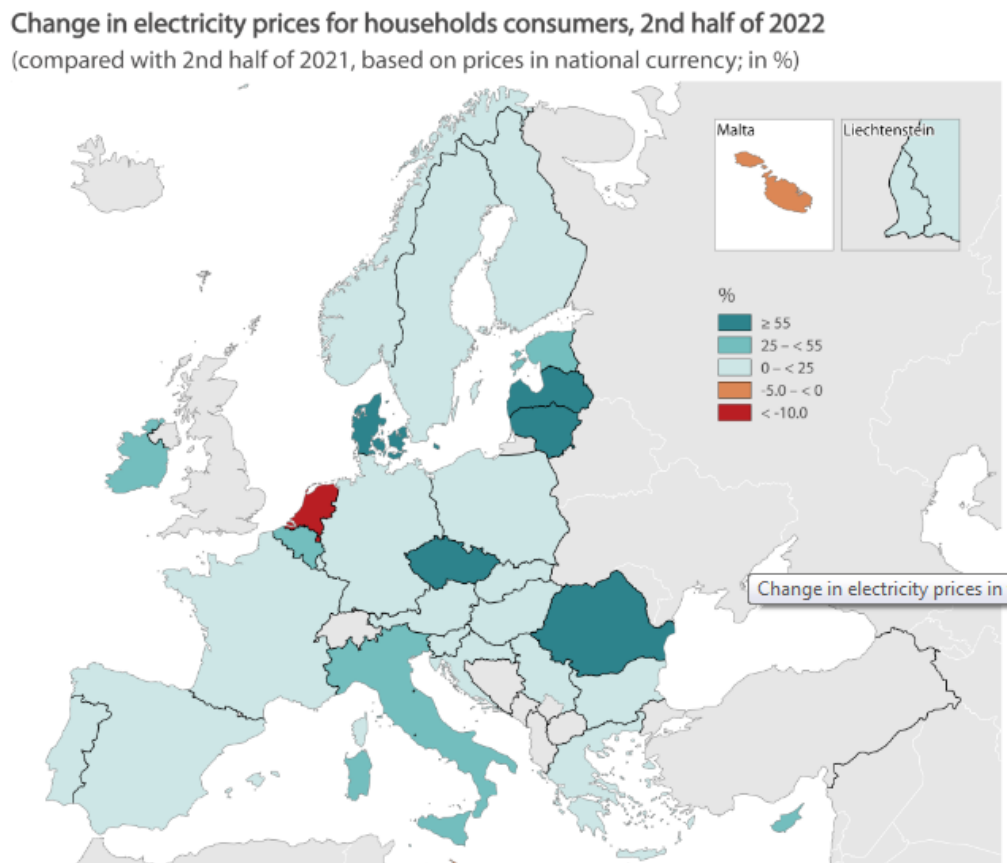 Change in electricity prices for households consumers, 2nd half of 2022
(compared with 2nd half of 2021, based on prices in national currency; in %)
Malta
Liechtenstein
%
≥ 55
25 – < 55
0 – < 25
-5.0 – < 0
< -10.0
Change in electricity prices in